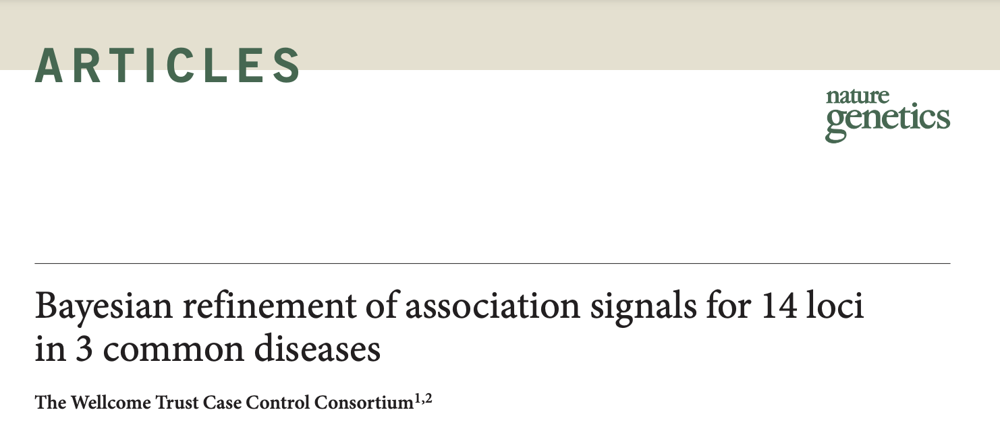 ARTICLES
nature
genetics
Bayesian refinement of association signals for 14 loci
in 3 common diseases
The Wellcome Trust Case Control Consortium1,2